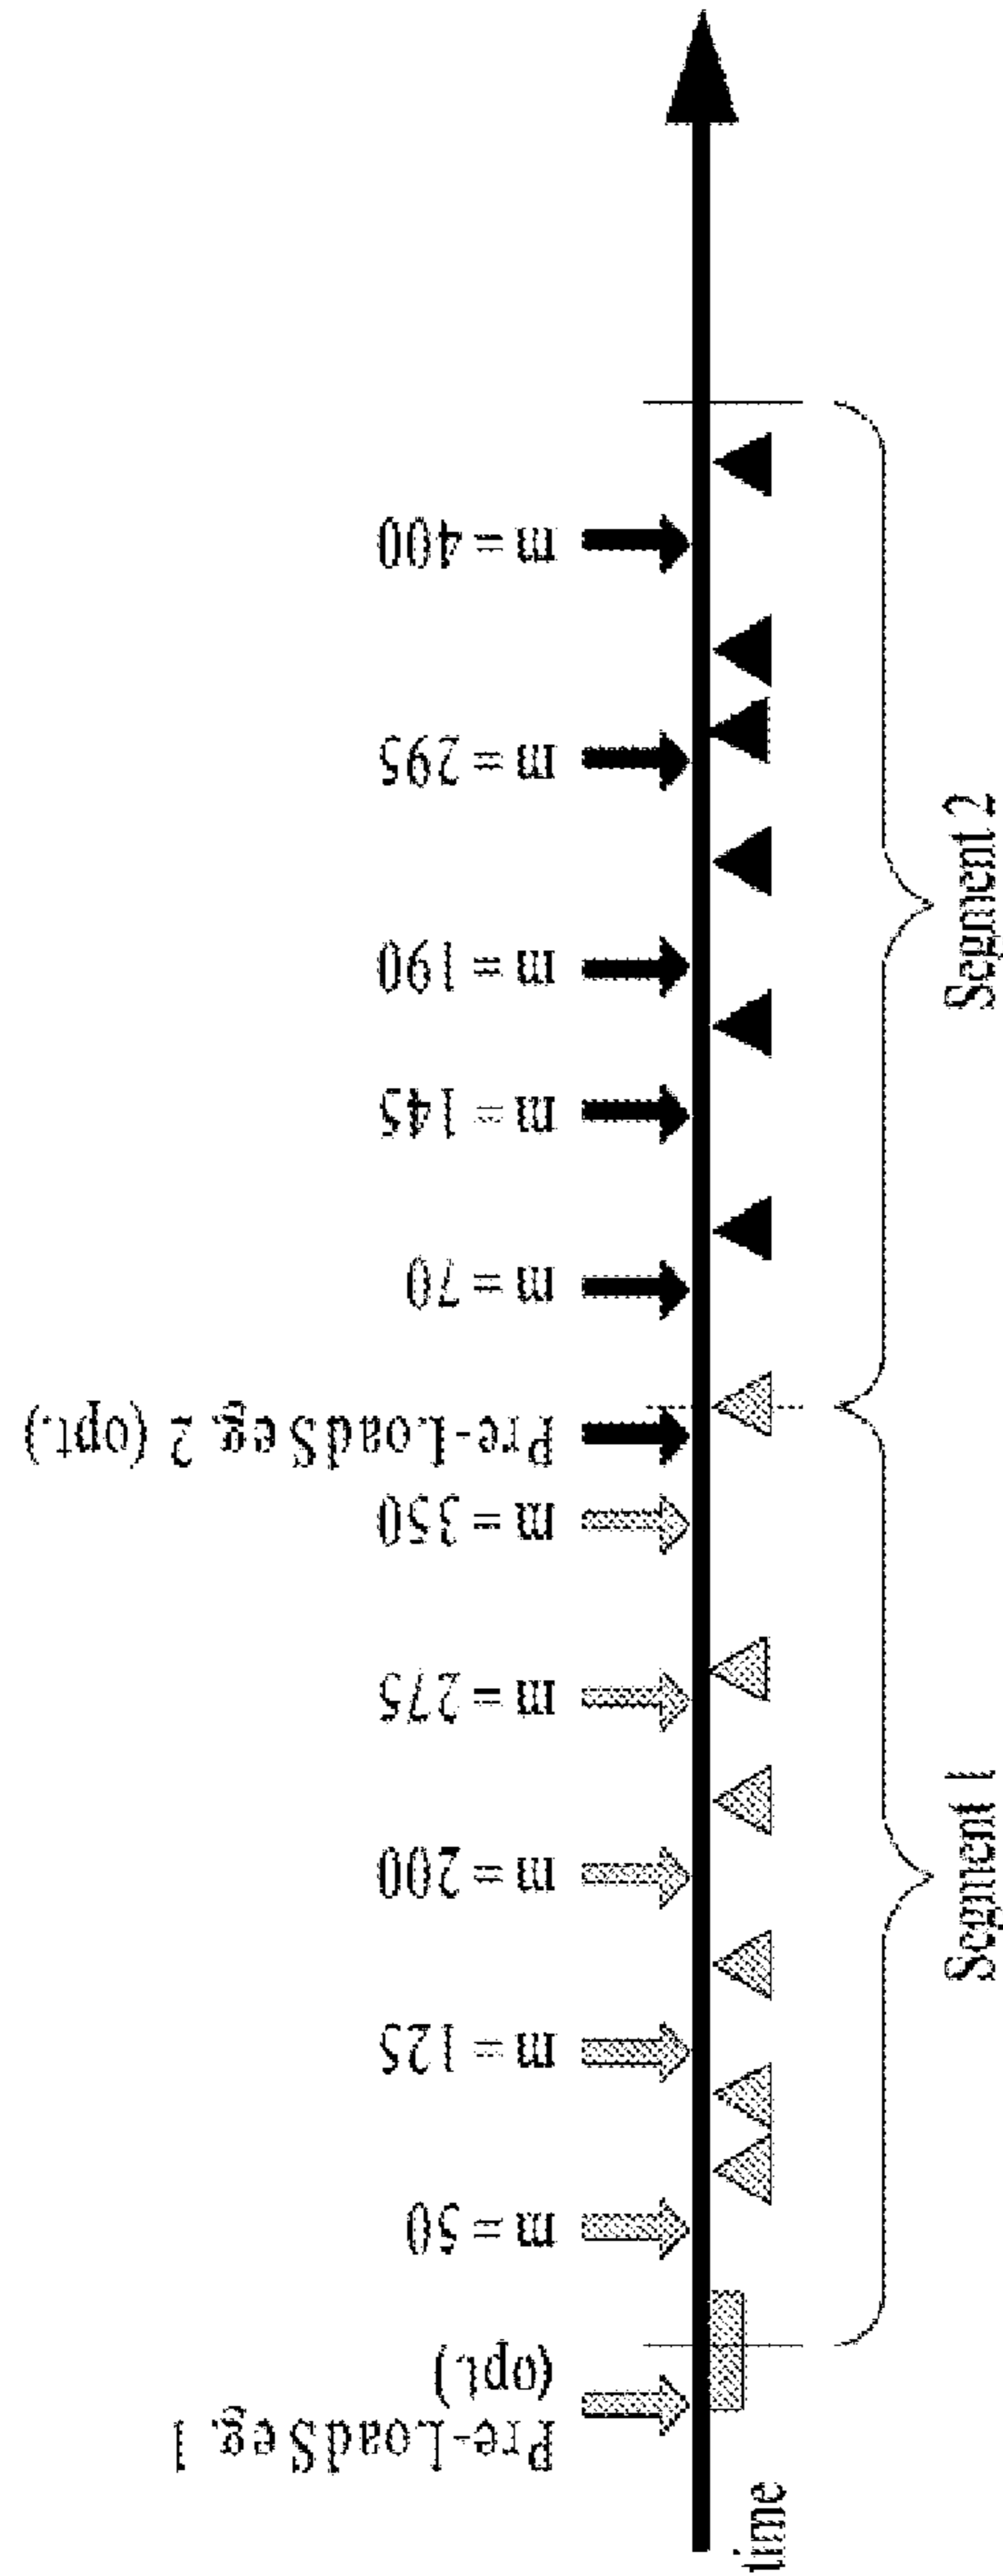 Pre-LoadSeg. 1
(opt.)
m = 50
m = 125
m = 200
m = 275
m = 350
Pre-LoadSeg. 2 (opt.)
m = 70
m = 145
m = 190
m = 295
m = 400
time
Segment 1
Segment 2